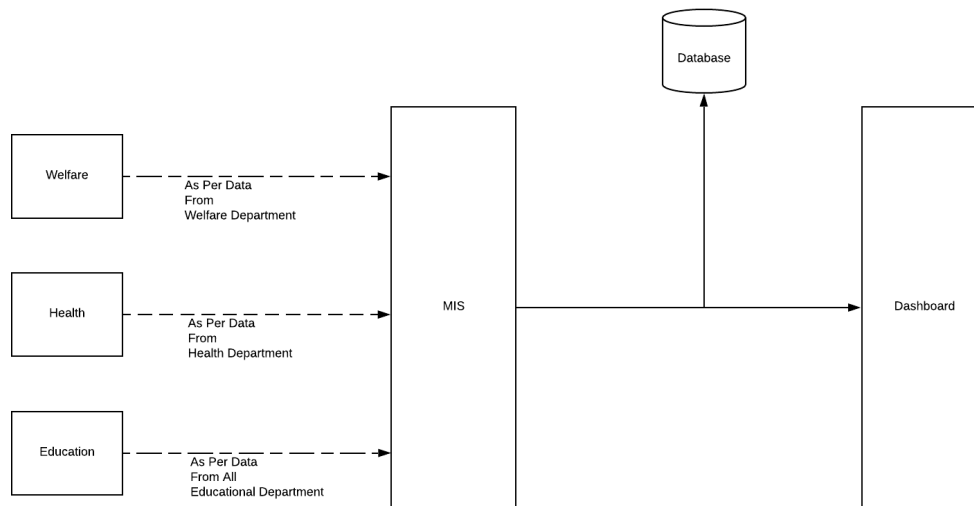 Database
Welfare
As Per Data
From
Welfare Department
Health
As Per Data
From
Health Department
MIS
Dashboard
Education
As Per Data
From All
Educational Department